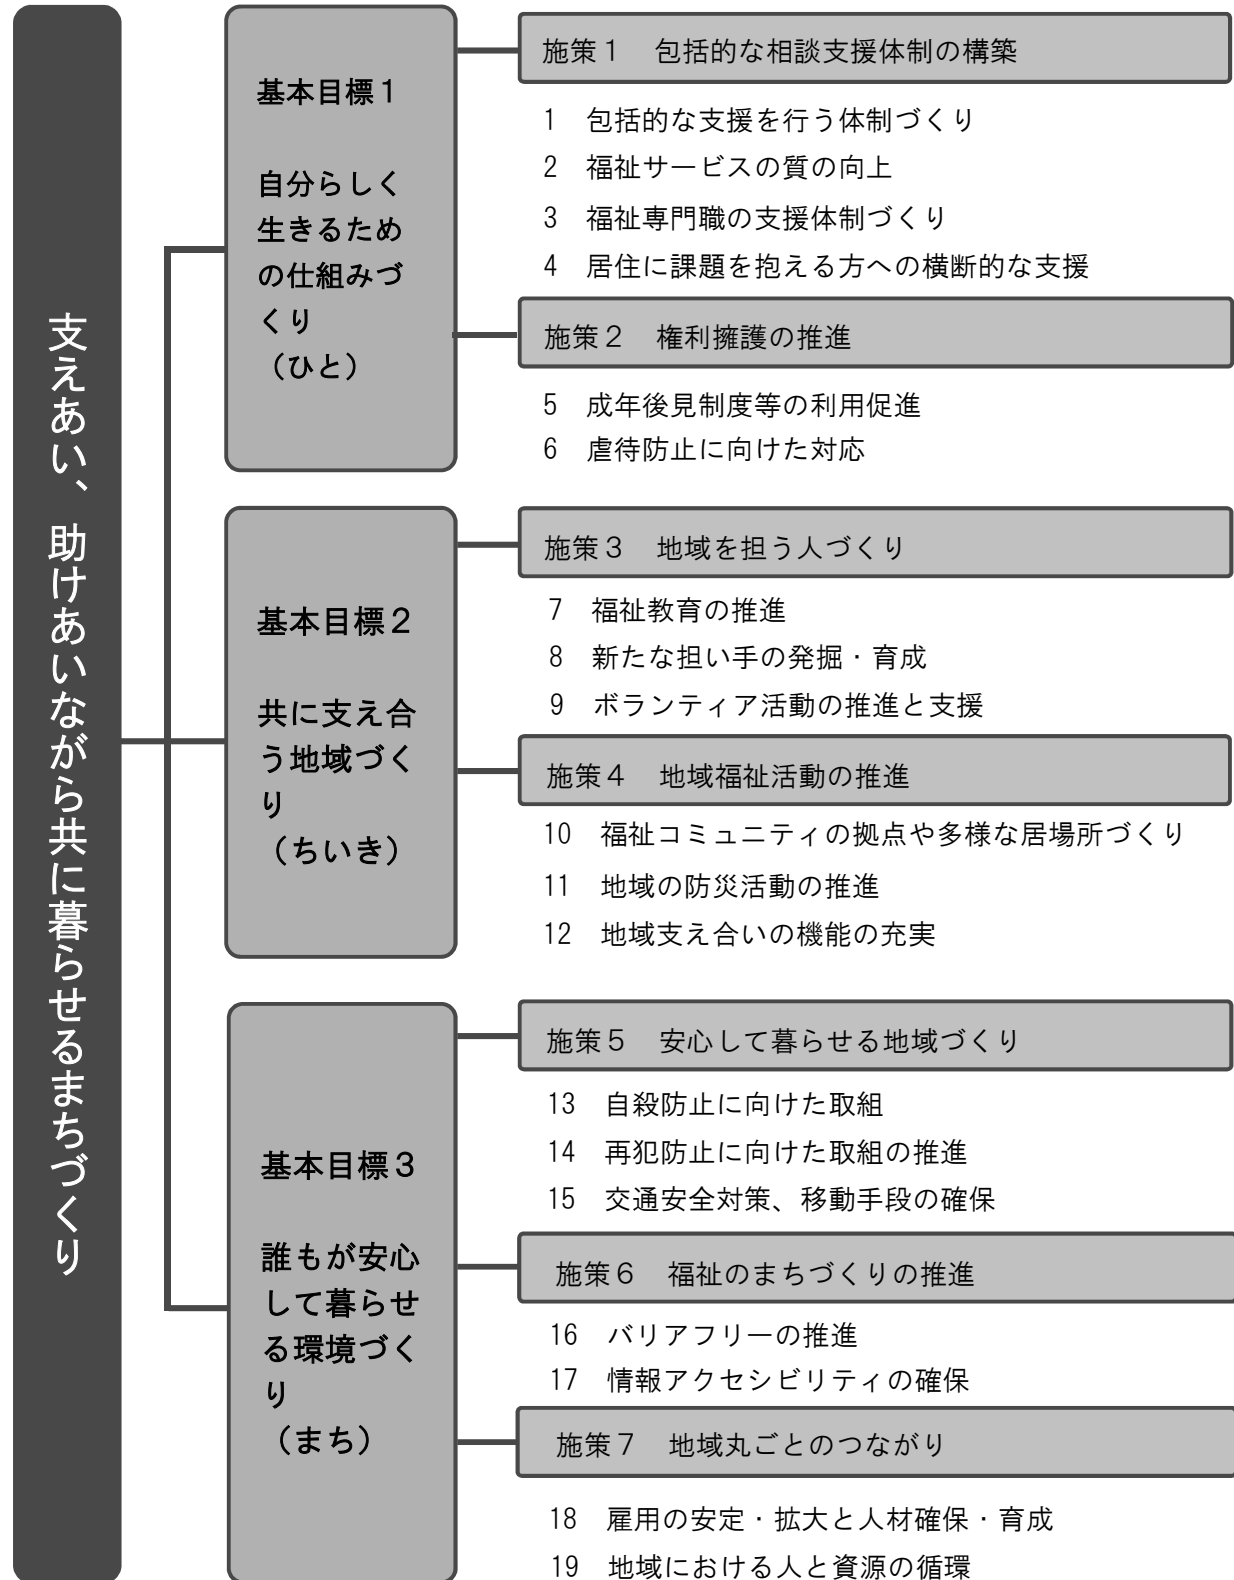 支えあい、助けあいながら共に暮らせるまちづくり
基本目標１
自分らしく
生きるため
の仕組みづ
くり
（ひと）
施策１　包括的な相談支援体制の構築
1　包括的な支援を行う体制づくり
2　福祉サービスの質の向上
3　福祉専門職の支援体制づくり
4　居住に課題を抱える方への横断的な支援
施策２　権利擁護の推進
5　成年後見制度等の利用促進
6　虐待防止に向けた対応
基本目標２
共に支え合
う地域づく
り
（ちいき）
施策３　地域を担う人づくり
7　福祉教育の推進
8　新たな担い手の発掘・育成
9　ボランティア活動の推進と支援
施策４　地域福祉活動の推進
10　福祉コミュニティの拠点や多様な居場所づくり
11　地域の防災活動の推進
12　地域支え合いの機能の充実
基本目標３
誰もが安心
して暮らせ
る環境づく
り
（まち）
施策５　安心して暮らせる地域づくり
13　自殺防止に向けた取組
14　再犯防止に向けた取組の推進
15　交通安全対策、移動手段の確保
施策６　福祉のまちづくりの推進
16　バリアフリーの推進
17　情報アクセシビリティの確保
施策７　地域丸ごとのつながり
18　雇用の安定・拡大と人材確保・育成
19　地域における人と資源の循環